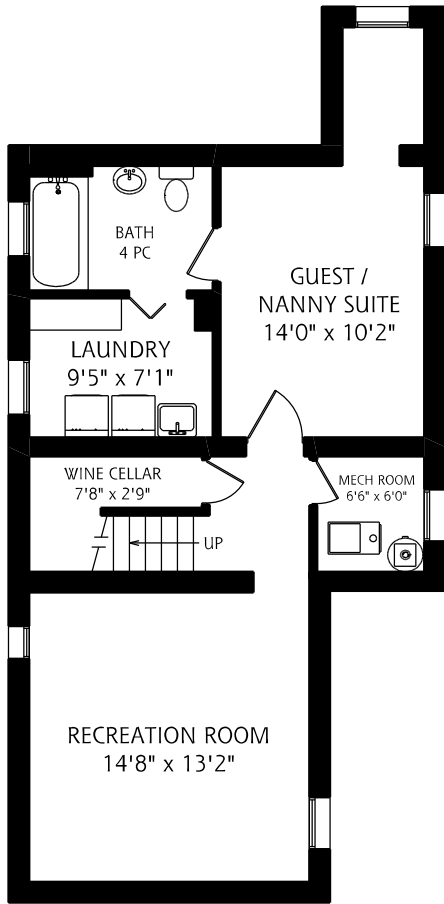 BATH
4 PC
GUEST /
NANNY SUITE
14'0" x 10'2"
LAUNDRY
9'5" x 7'1"
WINE CELLAR
7'8" x 2'9"
MECH ROOM
6'6" x 6'0"
UP
RECREATION ROOM
14'8" x 13'2"